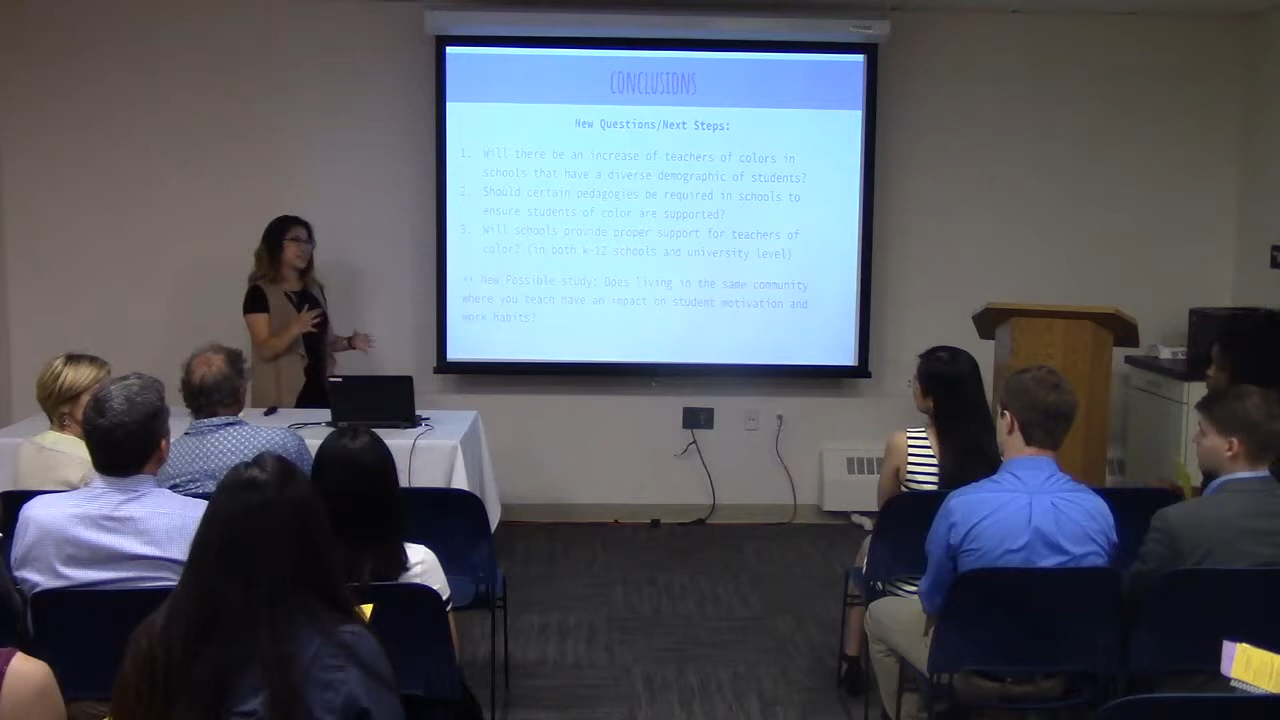 CONCLUSIONS
New Questions/Next Steps:
1. Will there be an increase of teachers of colors in
schools that have a diverse demographic of students?
2. Should certain pedagogies be required in schools to
ensure students of color are supported?
3. Will schools provide proper support for teachers of
color? (in both k-12 schools and university level)
** New Possible study: Does living in the same community
where you teach have an impact on student motivation and
work habits?